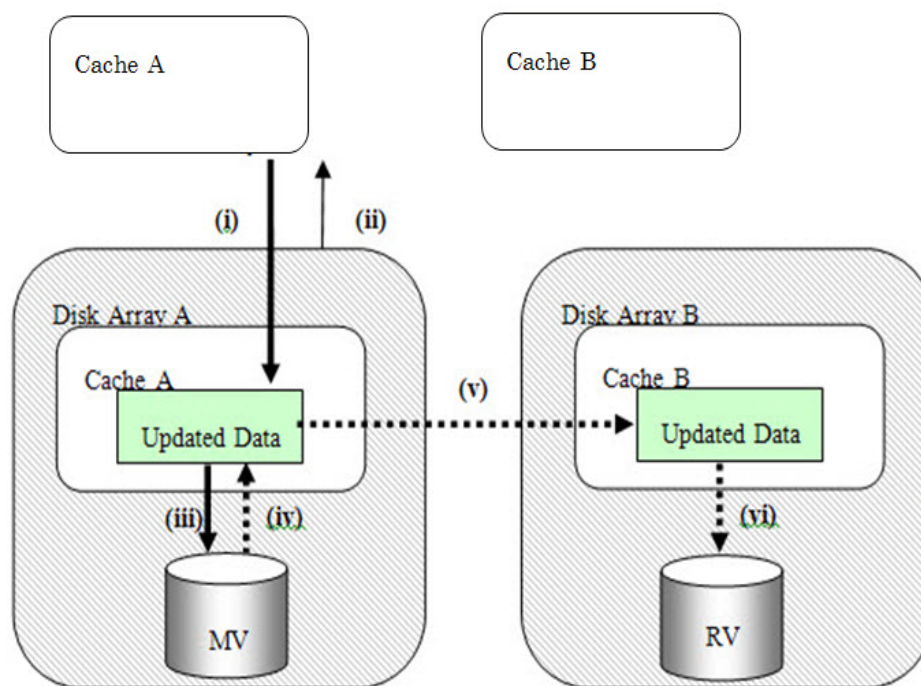 Cache A
Cache B
(i)
(ii)
Disk Array A
Disk Array B
Cache A
Cache B
(v)
Updated Data
Updated Data
(iii)
(iv)
(vi)
MV
RV